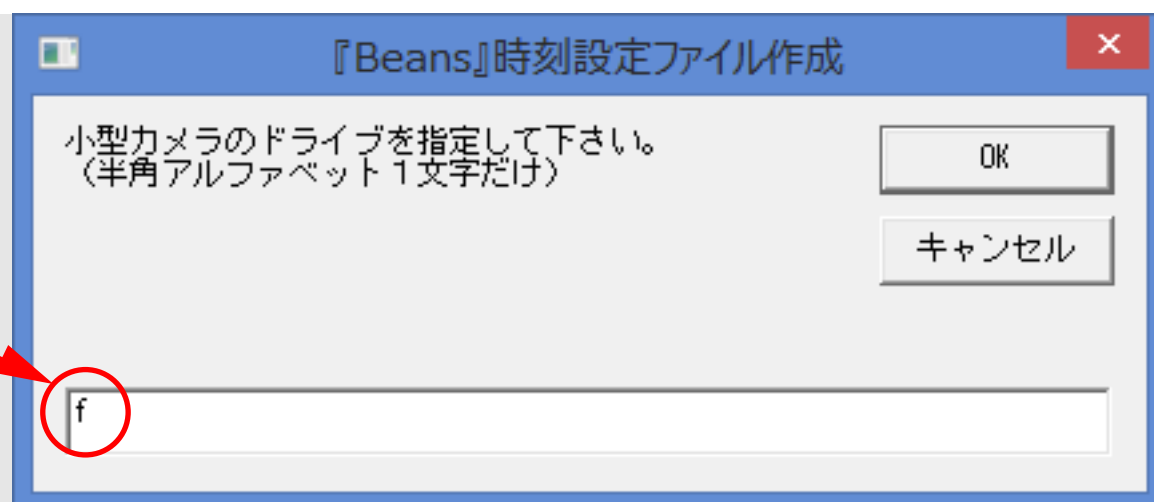 『Beans』時刻設定ファイル作成
小型カメラのドライブを指定して下さい。
（半角アルファベット１文字だけ）
OK
キャンセル
f